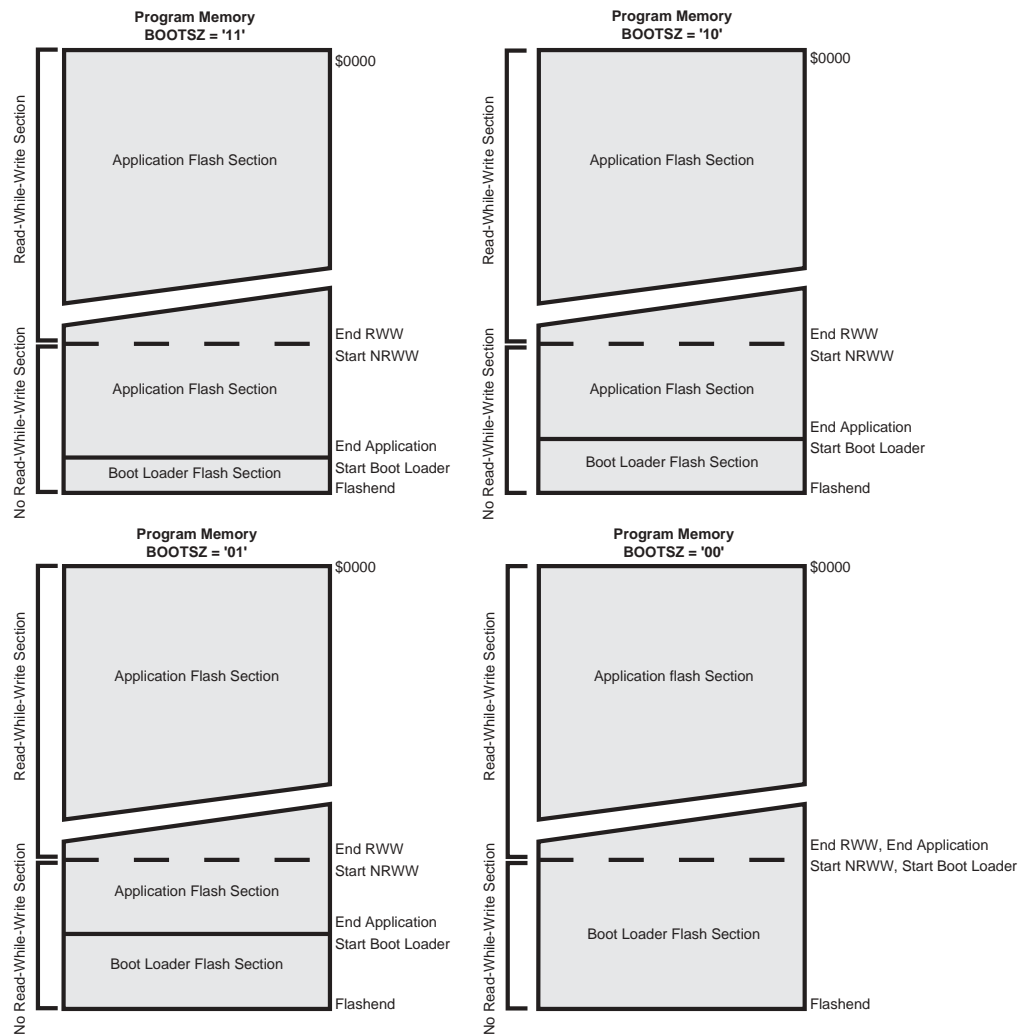 Program Memory
BOOTSZ = '11'
$0000
Read-While-Write Section
Application Flash Section
End RWW
Start NRWW
No Read-While-Write Section
Application Flash Section
End Application
Start Boot Loader
Boot Loader Flash Section
Flashend
Program Memory
BOOTSZ = '10'
$0000
Read-While-Write Section
Application Flash Section
End RWW
Start NRWW
No Read-While-Write Section
Application Flash Section
End Application
Start Boot Loader
Boot Loader Flash Section
Flashend
Program Memory
BOOTSZ = '01'
$0000
Read-While-Write Section
Application Flash Section
End RWW
Start NRWW
No Read-While-Write Section
Application Flash Section
End Application
Start Boot Loader
Boot Loader Flash Section
Flashend
Program Memory
BOOTSZ = '00'
$0000
Read-While-Write Section
Application flash Section
End RWW, End Application
Start NRWW, Start Boot Loader
No Read-While-Write Section
Boot Loader Flash Section
Flashend